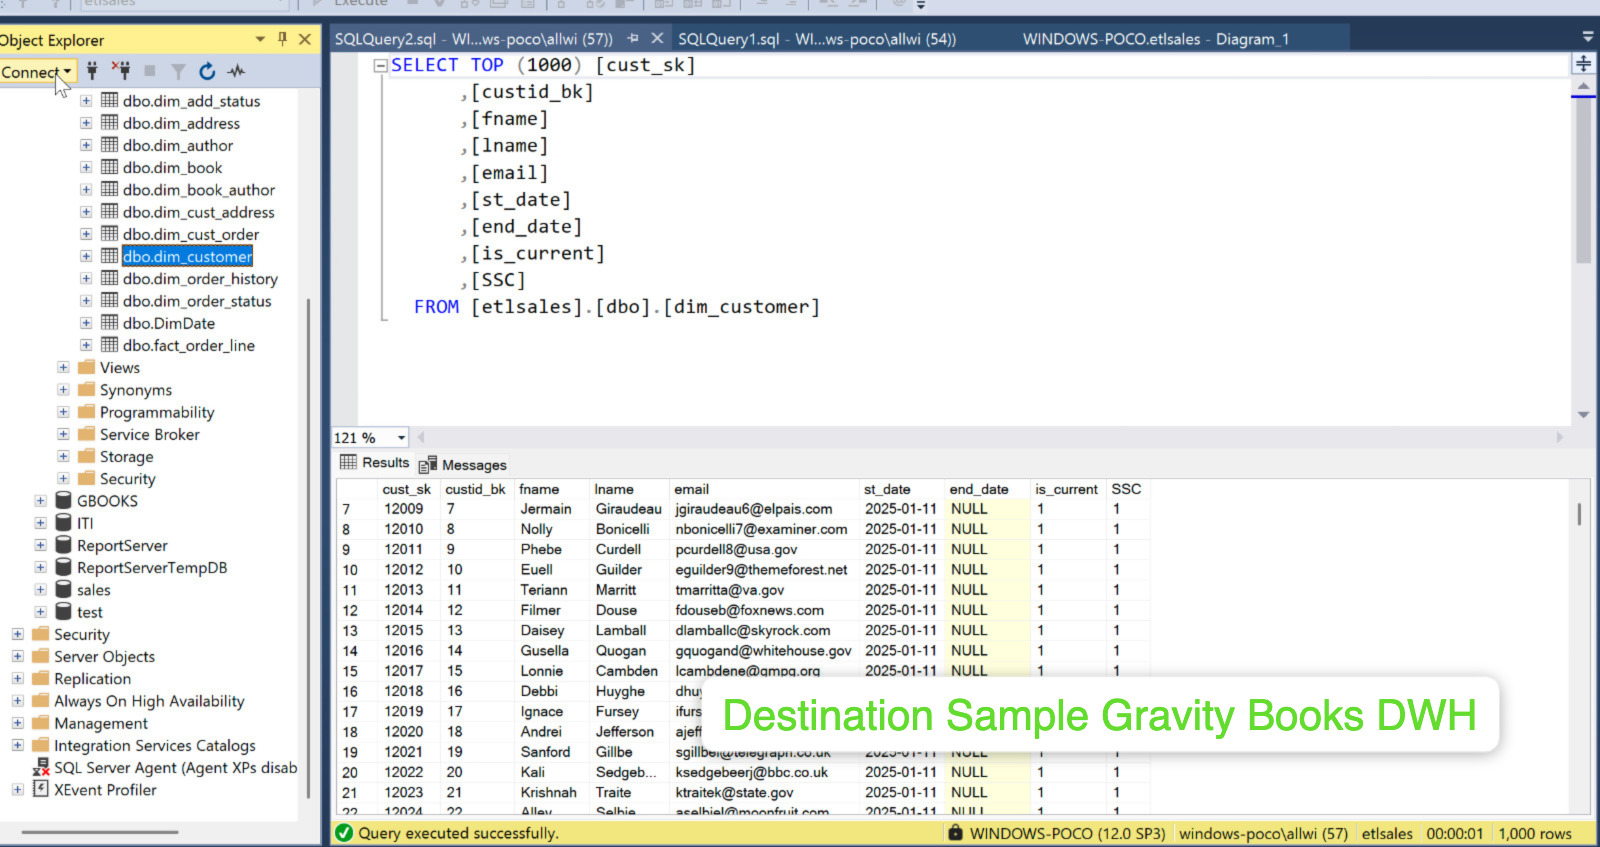 etlsales
Execute
Object Explorer
Connect
dbo.dim_add_status
dbo.dim_address
dbo.dim_author
dbo.dim_book
dbo.dim_book_author
dbo.dim_cust_address
dbo.dim_cust_order
dbo.dim_customer
dbo.dim_order_history
dbo.dim_order_status
dbo.DimDate
dbo.fact_order_line
Views
Synonyms
Programmability
Service Broker
Storage
Security
GBOOKS
ITI
ReportServer
ReportServerTempDB
sales
test
Security
Server Objects
Replication
Always On High Availability
Management
Integration Services Catalogs
SQL Server Agent (Agent XPs disab
XEvent Profiler
SQLQuery2.sql - WI...ws-poco\allwi (57))
SQLQuery1.sql - WI...ws-poco\allwi (54))
WINDOWS-POCO.etlsales - Diagram_1
SELECT TOP (1000) [cust_sk]
,[custid_bk]
,[fname]
,[lname]
,[email]
,[st_date]
,[end_date]
,[is_current]
,[SSC]
FROM [etlsales].[dbo].[dim_customer]
121 %
Results Messages
cust_sk custid_bk fname lname email st_date end_date is_current SSC
7 12009 7 Jermain Giraudeau jgiraudeau6@elpais.com 2025-01-11 NULL 1 1
8 12010 8 Nolly Bonicelli nbonicelli7@examiner.com 2025-01-11 NULL 1 1
9 12011 9 Phebe Curdell pcurdell8@usa.gov 2025-01-11 NULL 1 1
10 12012 10 Euell Guilder eguilder9@themeforest.net 2025-01-11 NULL 1 1
11 12013 11 Teriann Marritt tmarritta@va.gov 2025-01-11 NULL 1 1
12 12014 12 Filmer Douse fdouseb@foxnews.com 2025-01-11 NULL 1 1
13 12015 13 Daisey Lamball dlamballc@skyrock.com 2025-01-11 NULL 1 1
14 12016 14 Gusella Quogan gquogand@whitehouse.gov 2025-01-11 NULL 1 1
15 12017 15 Lonnie Cambden lcambdene@gmpg.org 2025-01-11 NULL 1 1
16 12018 16 Debbi Huyghe
17 12019 17 Ignace Fursey
18 12020 18 Andrei Jefferson
19 12021 19 Sanford Gillbe sgillbei@telegraph.co.uk 2025-01-11 NULL 1 1
20 12022 20 Kali Sedgeb... ksedgebeerj@bbc.co.uk 2025-01-11 NULL 1 1
21 12023 21 Krishnah Traite ktraitek@state.gov 2025-01-11 NULL 1 1
22 12024 22 Alley Selbie aselbiel@moonfruit.com 2025-01-11 NULL 1 1
Destination Sample Gravity Books DWH
Query executed successfully.
WINDOWS-POCO (12.0 SP3) windows-poco\allwi (57) etlsales 00:00:01 1,000 rows